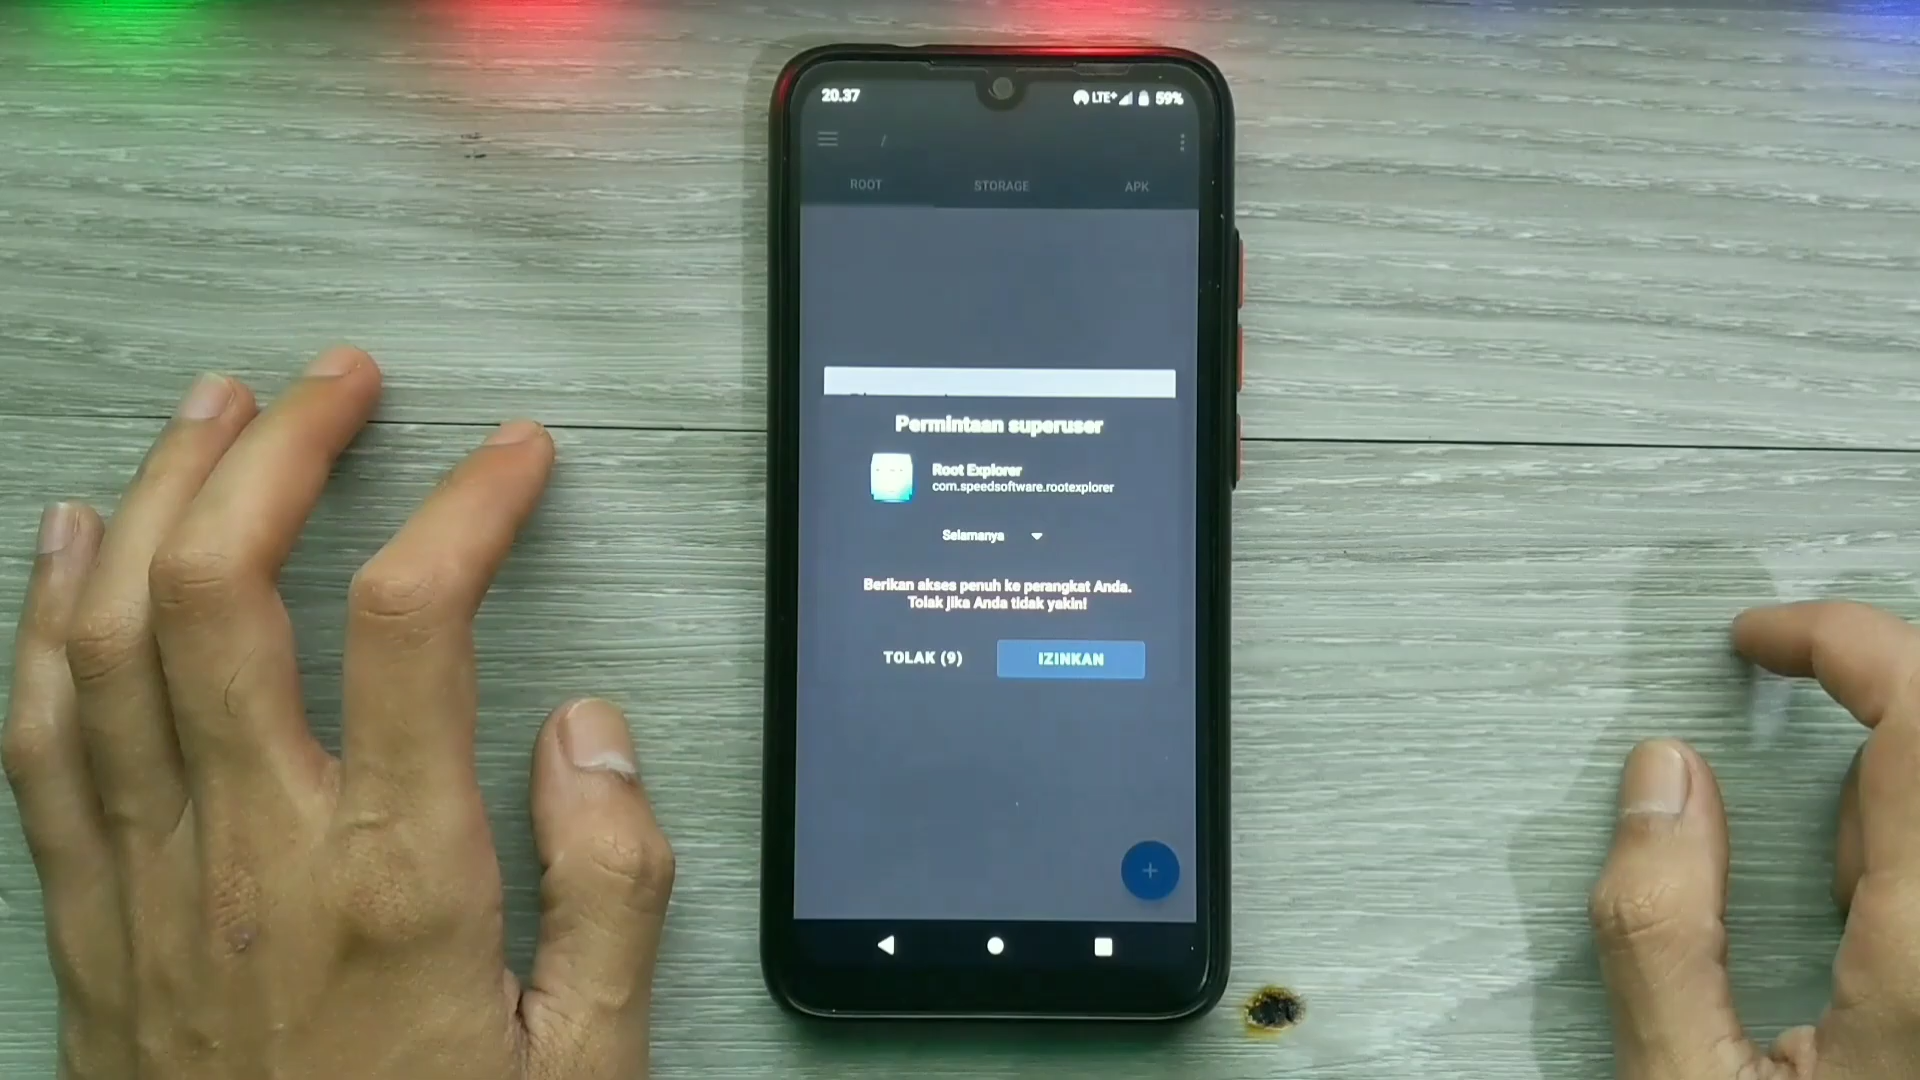 20.37
LTE+
59%
/
ROOT
STORAGE
APK
Permintaan superuser
Root Explorer
com.speedsoftware.rootexplorer
Selamanya
Berikan akses penuh ke perangkat Anda.
Tolak jika Anda tidak yakin!
TOLAK (9)
IZINKAN
+